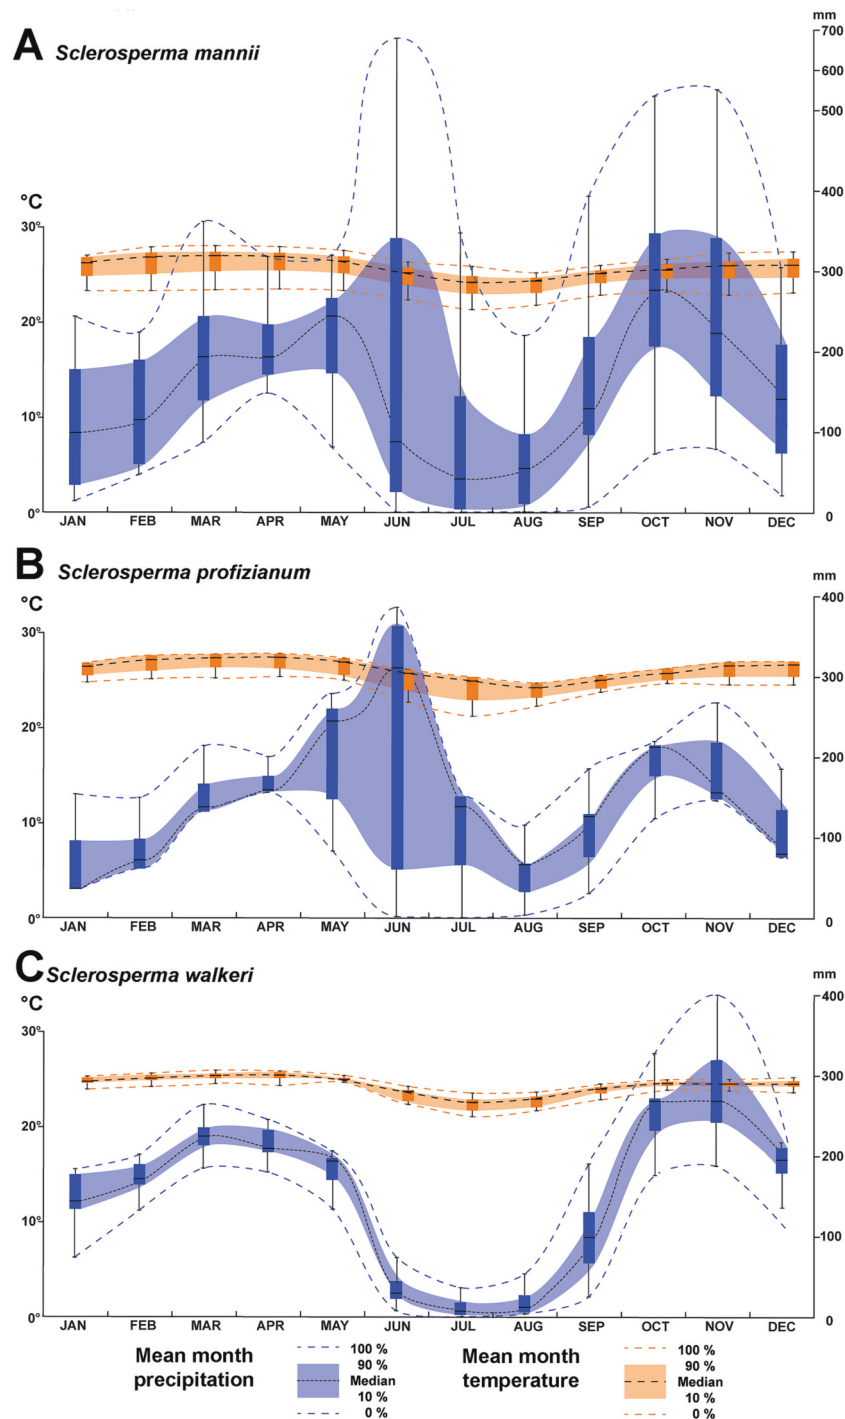 mm
A Sclerosperma mannii
700
600
500
°C
400
30°
300
20°
200
10°
100
0°
0
JAN FEB MAR APR MAY JUN JUL AUG SEP OCT NOV DEC
B Sclerosperma profizianum
mm
°C
400
30°
300
20°
200
10°
100
0°
0
JAN FEB MAR APR MAY JUN JUL AUG SEP OCT NOV DEC
C Sclerosperma walkeri
mm
°C
400
30°
300
20°
200
10°
100
0°
0
JAN FEB MAR APR MAY JUN JUL AUG SEP OCT NOV DEC
Mean month
precipitation
100 %
90 %
Median
10 %
0 %
Mean month
temperature
100 %
90 %
Median
10 %
0 %